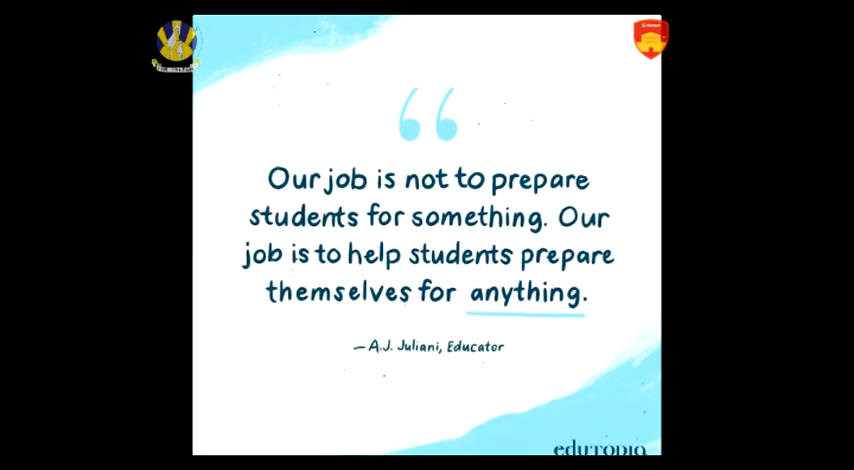 Our job is not to prepare
students for something. Our
job is to help students prepare
themselves for anything.
— A.J. Juliani, Educator
edutopia